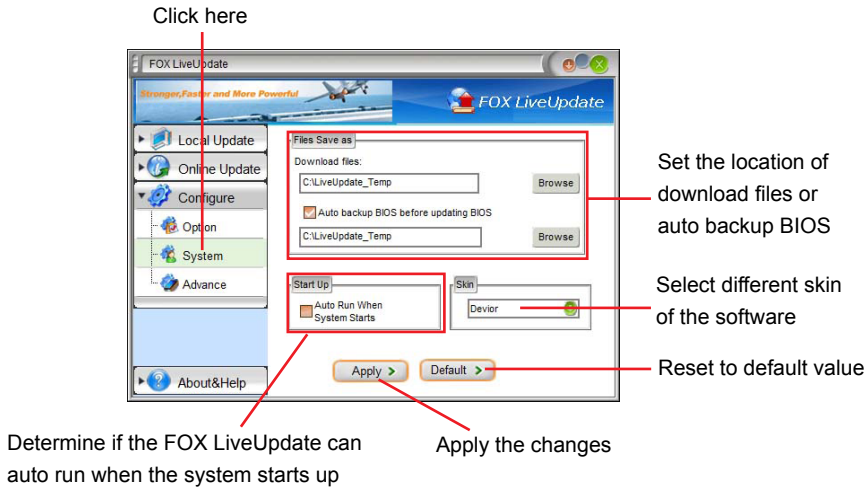 Click here
FOX LiveUpdate
Stronger,Faster and More Powerful
FOX LiveUpdate
Local Update
Online Update
Configure
Option
System
Advance
About&Help
Files Save as
Download files:
C:\LiveUpdate_Temp
Browse
Auto backup BIOS before updating BIOS
C:\LiveUpdate_Temp
Browse
Start Up
Auto Run When
System Starts
Skin
Devior
Apply
Default
Set the location of
download files or
auto backup BIOS
Select different skin
of the software
Reset to default value
Determine if the FOX LiveUpdate can
auto run when the system starts up
Apply the changes